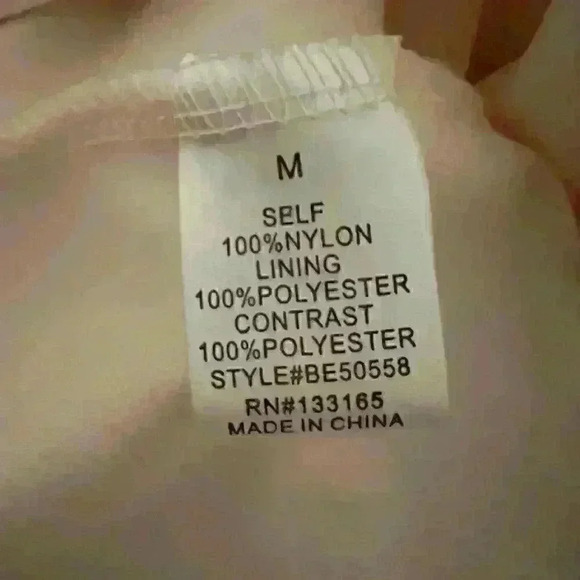 M
SELF
100%NYLON
LINING
100%POLYESTER
CONTRAST
100%POLYESTER
STYLE#BE50558
RN#133165
MADE IN CHINA